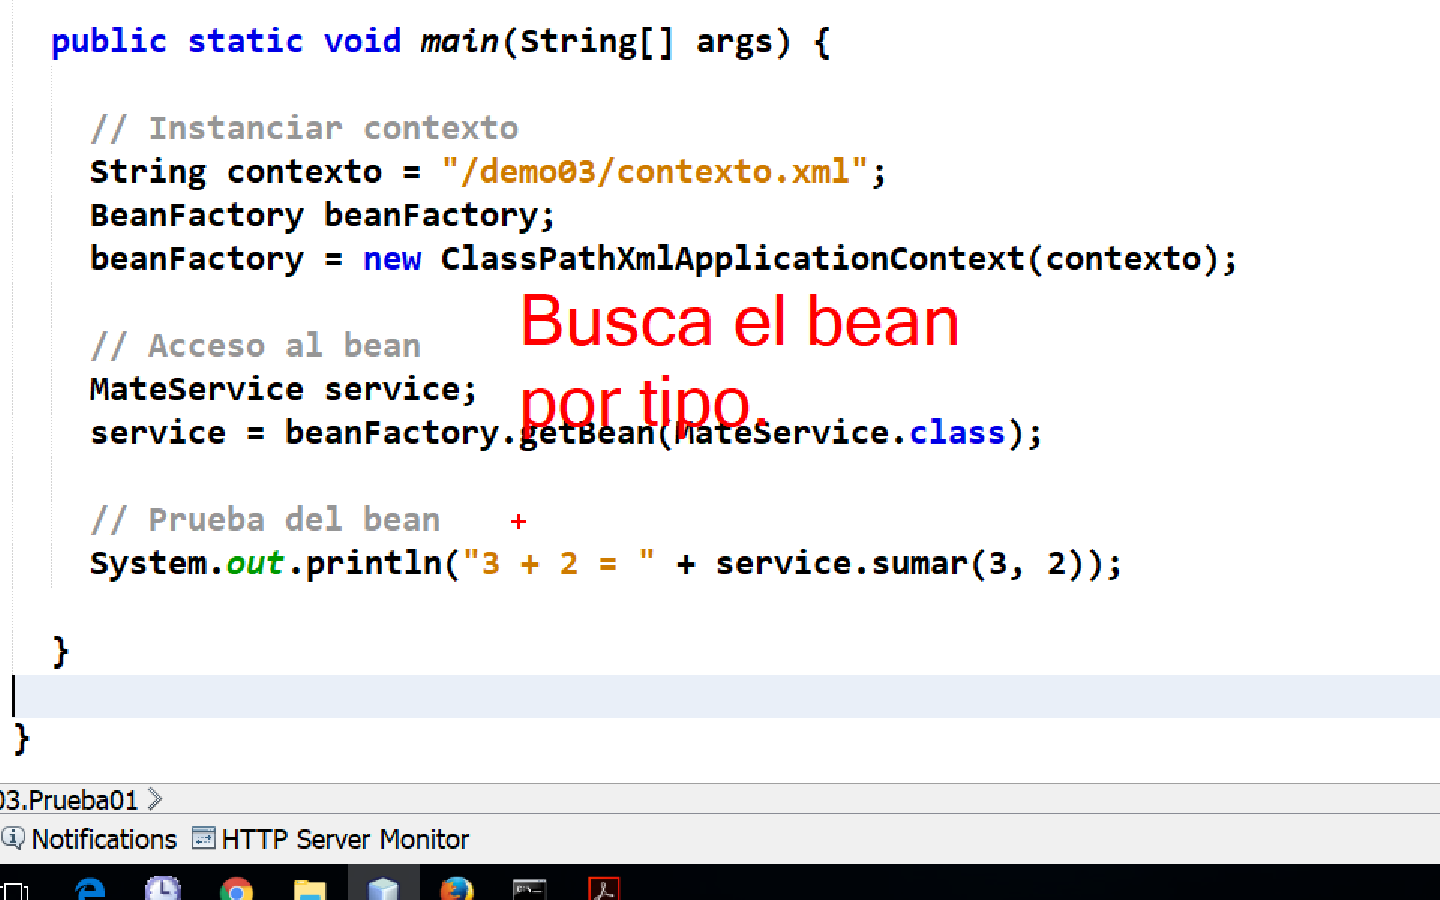 public static void main(String[] args) {
// Instanciar contexto
String contexto = "/demo03/contexto.xml";
BeanFactory beanFactory;
beanFactory = new ClassPathXmlApplicationContext(contexto);
Busca el bean
// Acceso al bean
MateService service;
por tipo.
service = beanFactory.getBean(MateService.class);
// Prueba del bean
System.out.println("3 + 2 = " + service.sumar(3, 2));
}
}
03.Prueba01
Notifications HTTP Server Monitor